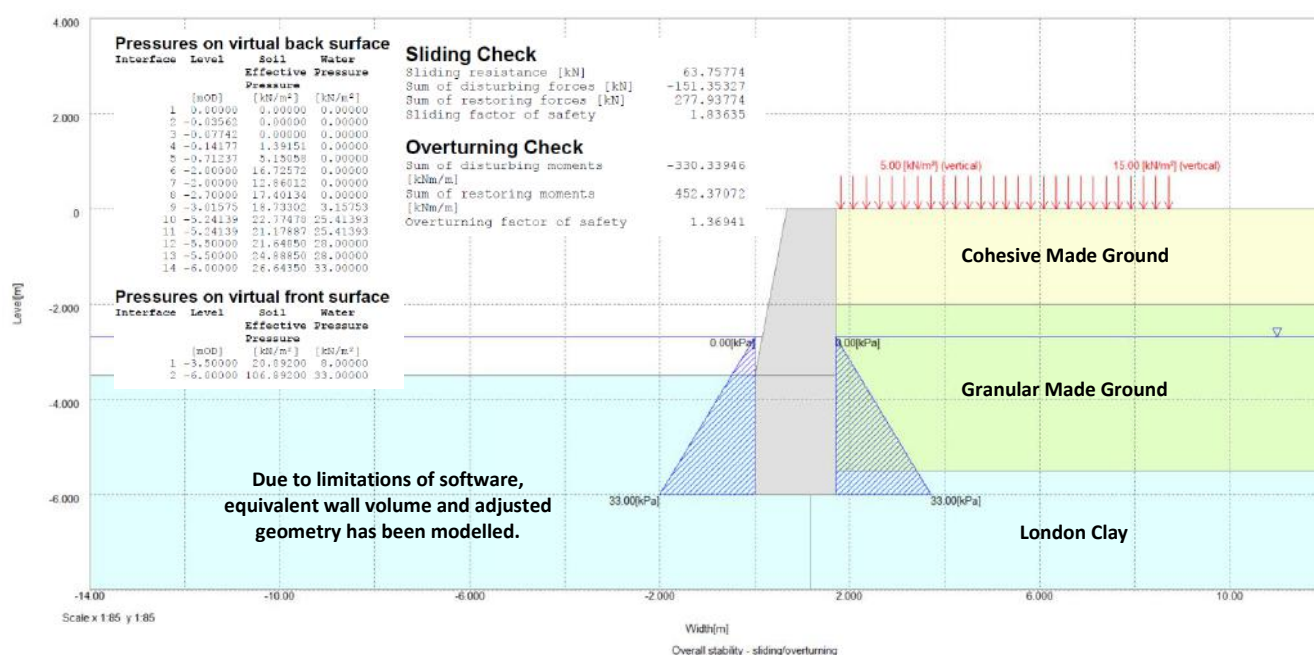 4.000
2.000
0
-2.000
-4.000
-6.000
Level[m]
Pressures on virtual back surface
Interface Level Soil Water
Effective Pressure
Pressure
[mOD] [kN/m²] [kN/m²]
1 0.00000 0.00000 0.00000
2 -0.03562 0.00000 0.00000
3 -0.07742 0.00000 0.00000
4 -0.14177 1.39151 0.00000
5 -0.71237 5.15058 0.00000
6 -2.00000 16.72572 0.00000
7 -2.00000 12.86012 0.00000
8 -2.70000 17.40134 0.00000
9 -3.01575 18.73302 3.15753
10 -5.24139 22.77478 25.41393
11 -5.24139 21.17887 25.41393
12 -5.50000 21.64850 28.00000
13 -5.50000 24.88850 28.00000
14 -6.00000 26.64350 33.00000
Pressures on virtual front surface
Interface Level Soil Water
Effective Pressure
Pressure
[mOD] [kN/m²] [kN/m²]
1 -3.50000 20.89200 8.00000
2 -6.00000 106.89200 33.00000
Sliding Check
Sliding resistance [kN] 63.75774
Sum of disturbing forces [kN] -151.35327
Sum of restoring forces [kN] 277.93774
Sliding factor of safety 1.83635
Overturning Check
Sum of disturbing moments -330.33946
[kNm/m]
Sum of restoring moments 452.37072
[kNm/m]
Overturning factor of safety 1.36941
5.00 [kN/m²] (vertical) 15.00 [kN/m²] (vertical)
Cohesive Made Ground
0.00[kPa]
Granular Made Ground
Due to limitations of software,
equivalent wall volume and adjusted
geometry has been modelled.
33.00[kPa] 33.00[kPa]
London Clay
-14.00 -10.00 -6.000 -2.000 2.000 6.000 10.00
Scale x 1:85 y 1:85
Width[m]
Overall stability - sliding/overturning